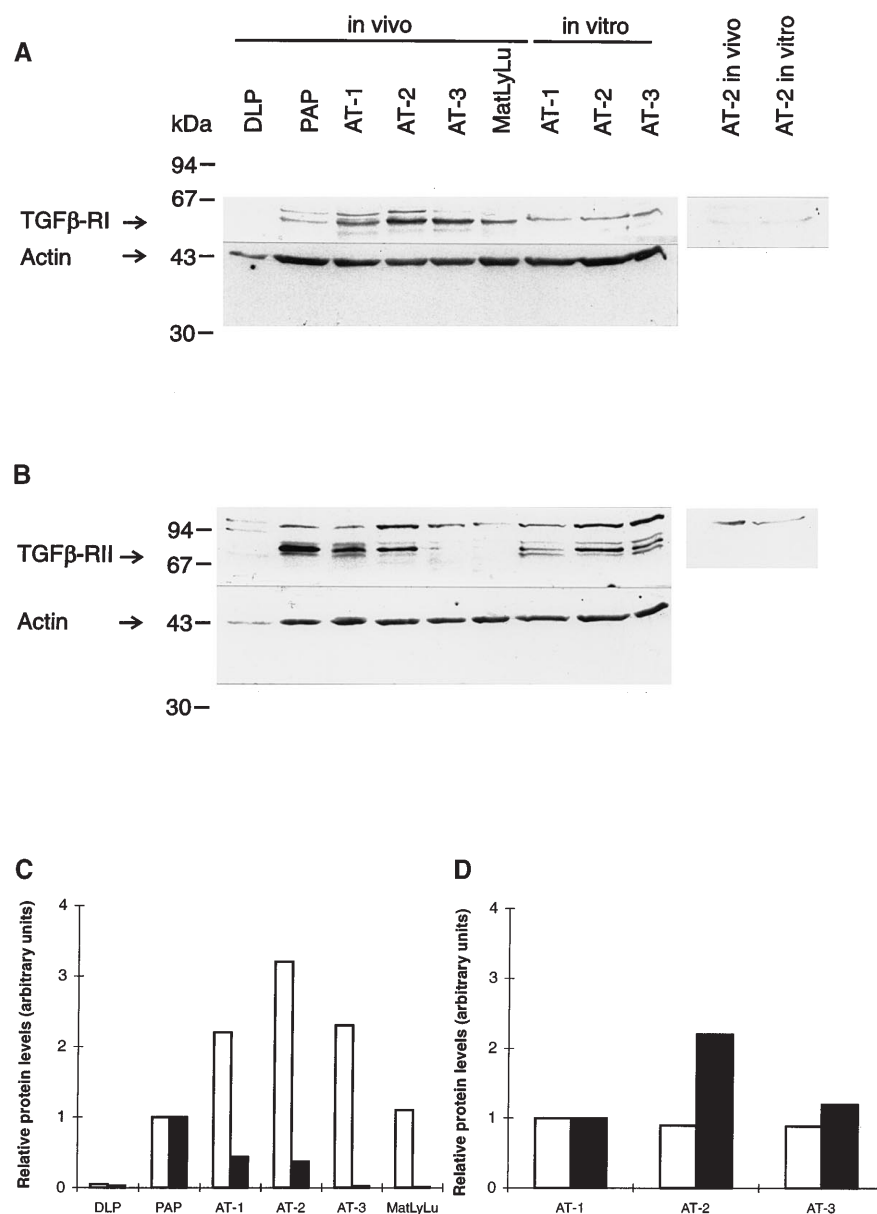 A
in vivo
in vitro
kDa
DLP
PAP
AT-1
AT-2
AT-3
MatLyLu
AT-1
AT-2
AT-3
AT-2 in vivo
AT-2 in vitro
94
67
TGFβ-RI
Actin
43
30
B
94
TGFβ-RII
67
Actin
43
30
C
Relative protein levels (arbitrary units)
4
3
2
1
0
DLP
PAP
AT-1
AT-2
AT-3
MatLyLu
D
Relative protein levels (arbitrary units)
4
3
2
1
0
AT-1
AT-2
AT-3